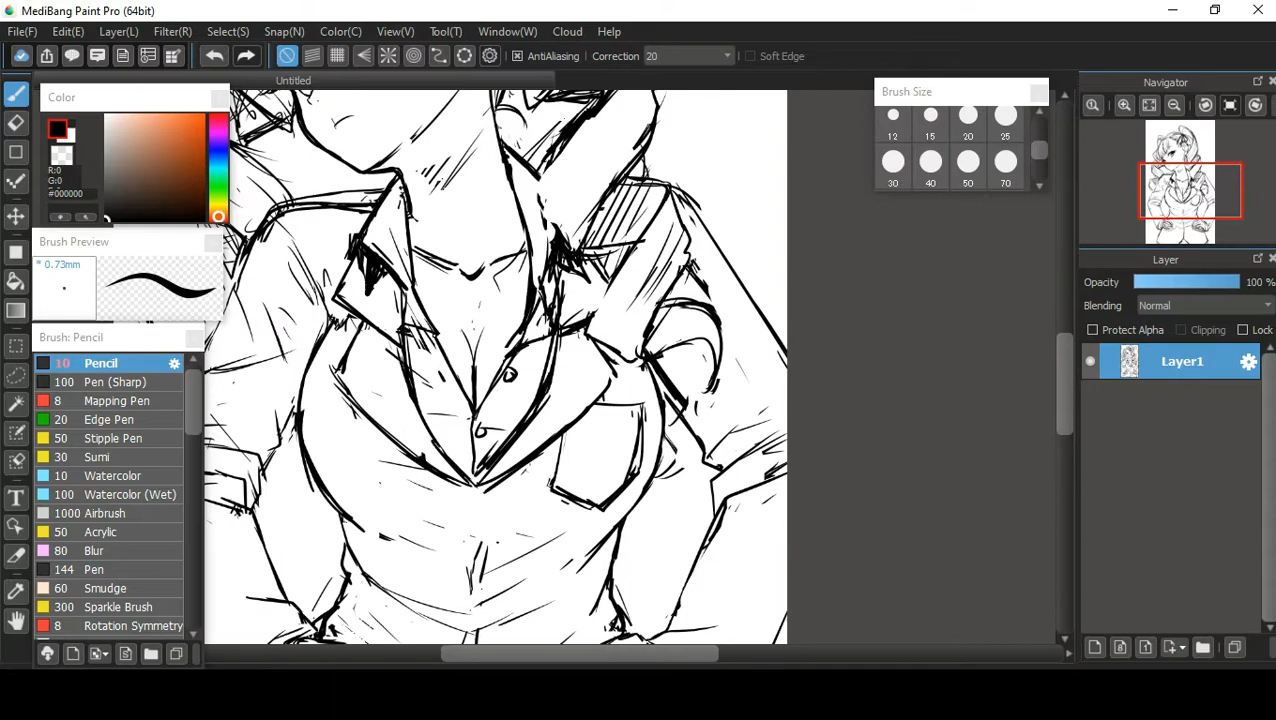 MediBang Paint Pro (64bit)
File(F) Edit(E) Layer(L) Filter(R) Select(S) Snap(N) Color(C) View(V) Tool(T) Window(W) Cloud Help
AntiAliasing Correction 20 Soft Edge
Untitled
Color
R:0
G:0
#000000
Brush Preview
* 0.73mm
Brush: Pencil
10 Pencil
100 Pen (Sharp)
8 Mapping Pen
20 Edge Pen
50 Stipple Pen
30 Sumi
10 Watercolor
100 Watercolor (Wet)
1000 Airbrush
50 Acrylic
80 Blur
144 Pen
60 Smudge
300 Sparkle Brush
8 Rotation Symmetry
Brush Size
12 15 20 25
30 40 50 70
Navigator
Layer
Opacity 100 %
Blending Normal
Protect Alpha Clipping Lock
Layer1